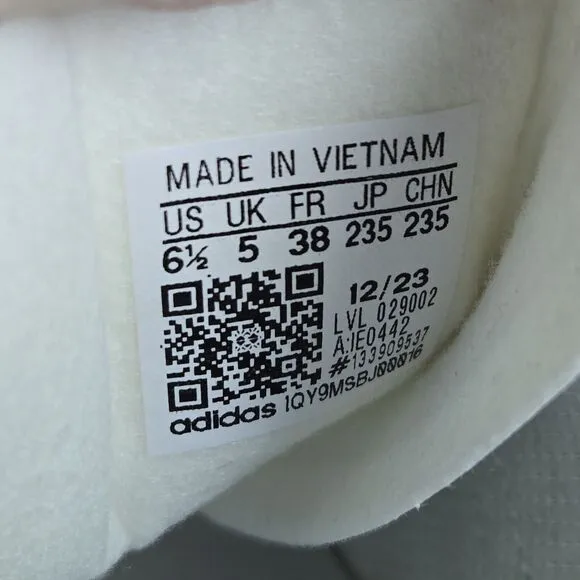 MADE IN VIETNAM
US UK FR JP CHN
6½ 5 38 235 235
12/23
LVL 029002
A:IE0442
#133909537
adidas 1QY9MSBJ00016